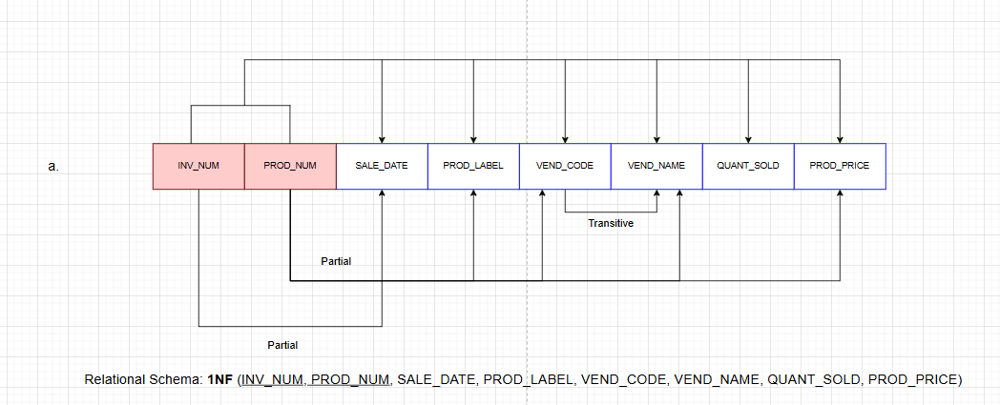 a.
INV_NUM PROD_NUM SALE_DATE PROD_LABEL VEND_CODE VEND_NAME QUANT_SOLD PROD_PRICE
Transitive
Partial
Partial
Relational Schema: 1NF (INV_NUM, PROD_NUM, SALE_DATE, PROD_LABEL, VEND_CODE, VEND_NAME, QUANT_SOLD, PROD_PRICE)